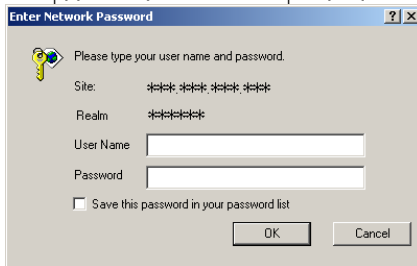 Enter Network Password
Please type your user name and password.
Site: ***.***.***.***
Realm ******
User Name
Password
Save this password in your password list
OK Cancel